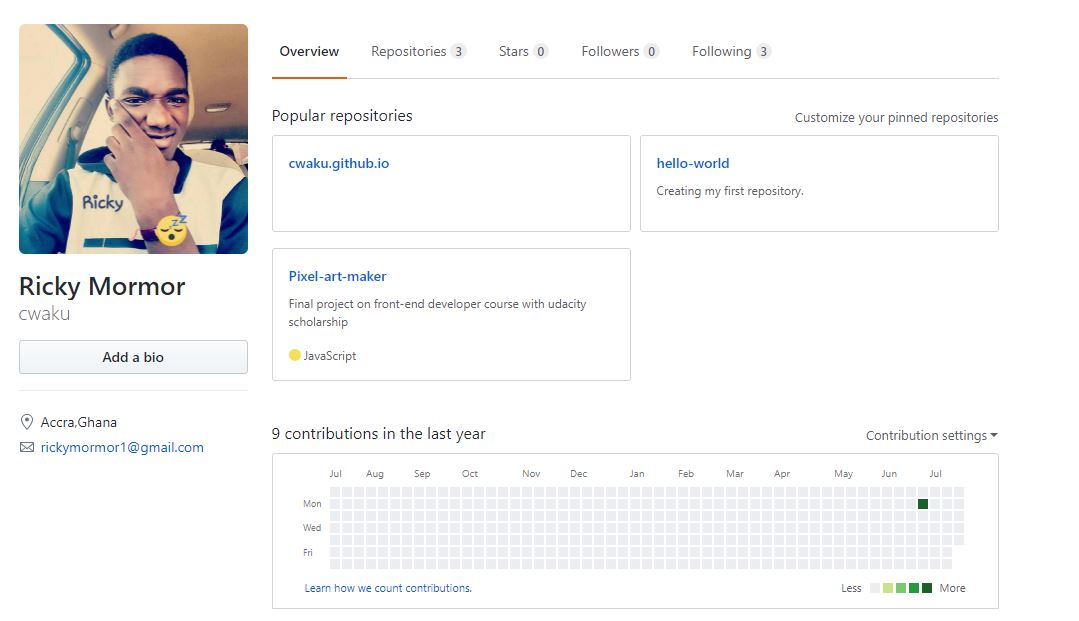 Overview Repositories 3 Stars 0 Followers 0 Following 3
Popular repositories
Customize your pinned repositories
cwaku.github.io
hello-world
Creating my first repository.
Pixel-art-maker
Final project on front-end developer course with udacity
scholarship
JavaScript
Ricky
Ricky Mormor
cwaku
Add a bio
Accra,Ghana
rickymormor1@gmail.com
9 contributions in the last year
Contribution settings
Jul Aug Sep Oct Nov Dec Jan Feb Mar Apr May Jun Jul
Mon
Wed
Fri
Learn how we count contributions.
Less More